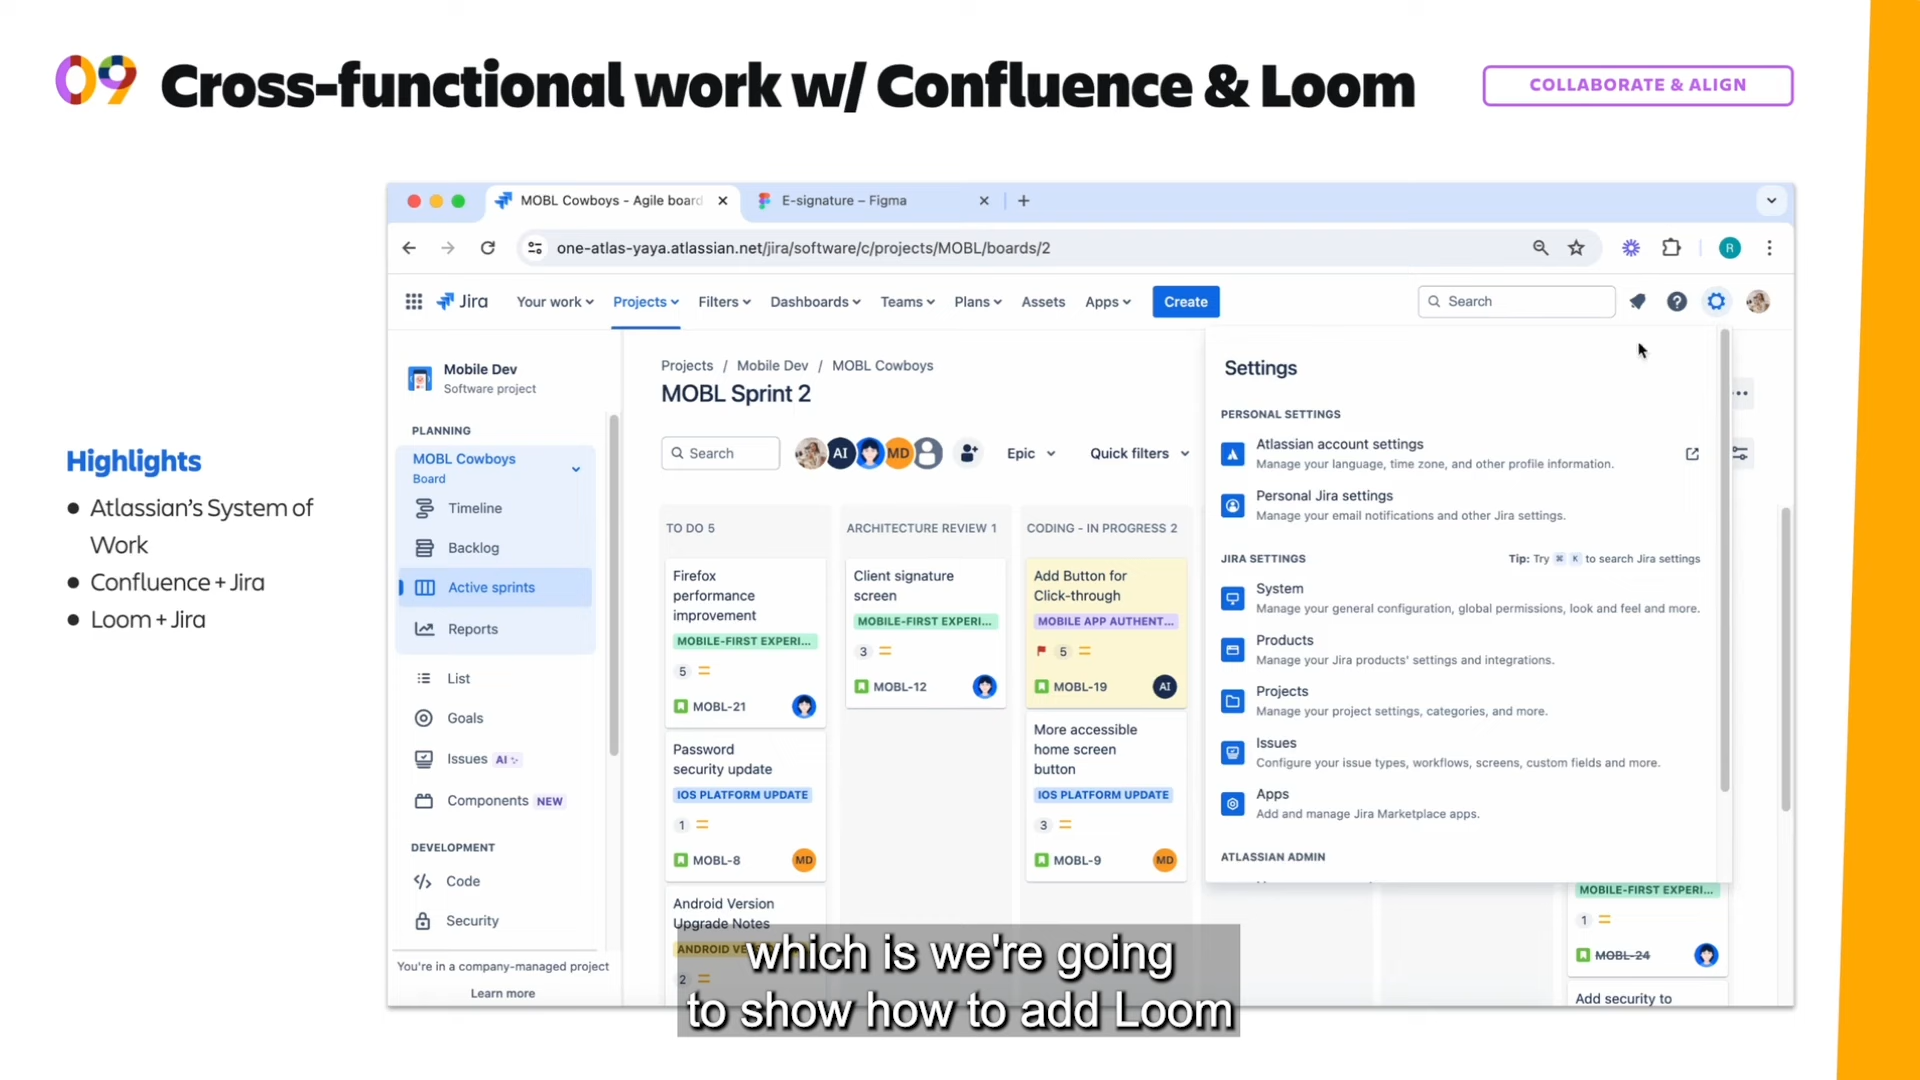 09 Cross-functional work w/ Confluence & Loom
COLLABORATE & ALIGN
Highlights
● Atlassian's System of
Work
● Confluence + Jira
● Loom + Jira
MOBL Cowboys - Agile board
E-signature – Figma
one-atlas-yaya.atlassian.net/jira/software/c/projects/MOBL/boards/2
R
Jira
Your work
Projects
Filters
Dashboards
Teams
Plans
Assets
Apps
Create
Search
Mobile Dev
Software project
PLANNING
MOBL Cowboys
Board
Timeline
Backlog
Active sprints
Reports
List
Goals
Issues AI
Components NEW
DEVELOPMENT
Code
Security
You're in a company-managed project
Learn more
Projects / Mobile Dev / MOBL Cowboys
MOBL Sprint 2
Search
AI
MD
Epic
Quick filters
TO DO 5
Firefox
performance
improvement
MOBILE-FIRST EXPERI...
5
MOBL-21
Password
security update
IOS PLATFORM UPDATE
1
MOBL-8
MD
Android Version
Upgrade Notes
ANDROID VE
2
ARCHITECTURE REVIEW 1
Client signature
screen
MOBILE-FIRST EXPERI...
3
MOBL-12
CODING - IN PROGRESS 2
Add Button for
Click-through
MOBILE APP AUTHENT...
5
MOBL-19
AI
More accessible
home screen
button
IOS PLATFORM UPDATE
3
MOBL-9
MD
Settings
PERSONAL SETTINGS
Atlassian account settings
Manage your language, time zone, and other profile information.
Personal Jira settings
Manage your email notifications and other Jira settings.
JIRA SETTINGS
Tip: Try ⌘ K to search Jira settings
System
Manage your general configuration, global permissions, look and feel and more.
Products
Manage your Jira products' settings and integrations.
Projects
Manage your project settings, categories, and more.
Issues
Configure your issue types, workflows, screens, custom fields and more.
Apps
Add and manage Jira Marketplace apps.
ATLASSIAN ADMIN
MOBILE-FIRST EXPERI...
1
MOBL-24
Add security to
which is we're going
to show how to add Loom